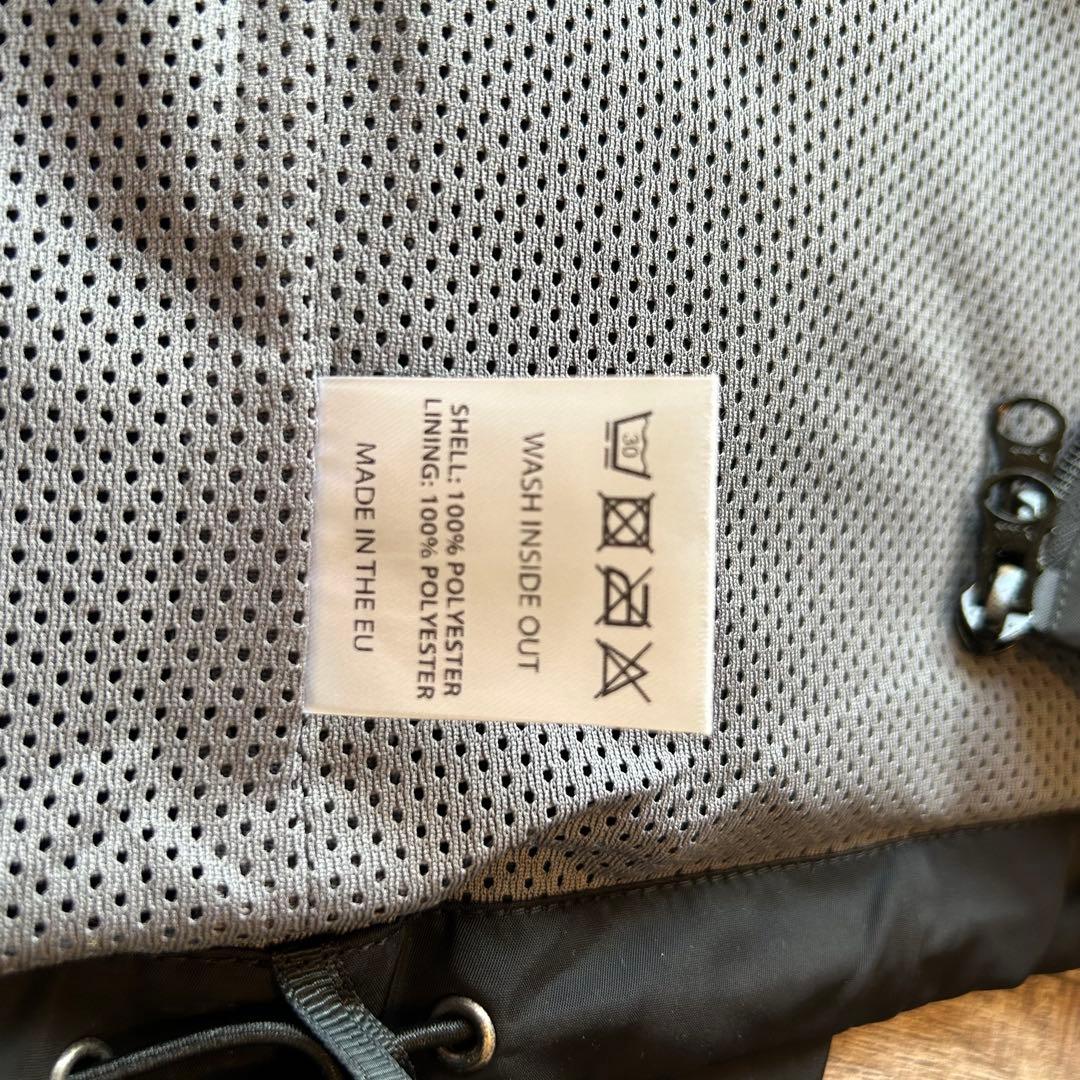 30
WASH INSIDE OUT
SHELL: 100% POLYESTER
LINING: 100% POLYESTER
MADE IN THE EU